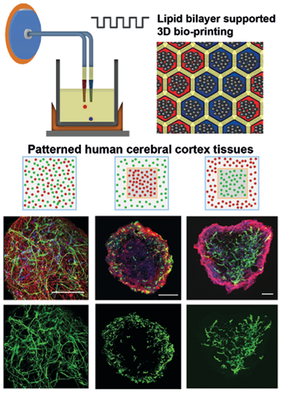 Lipid bilayer supported
3D bio-printing
Patterned human cerebral cortex tissues